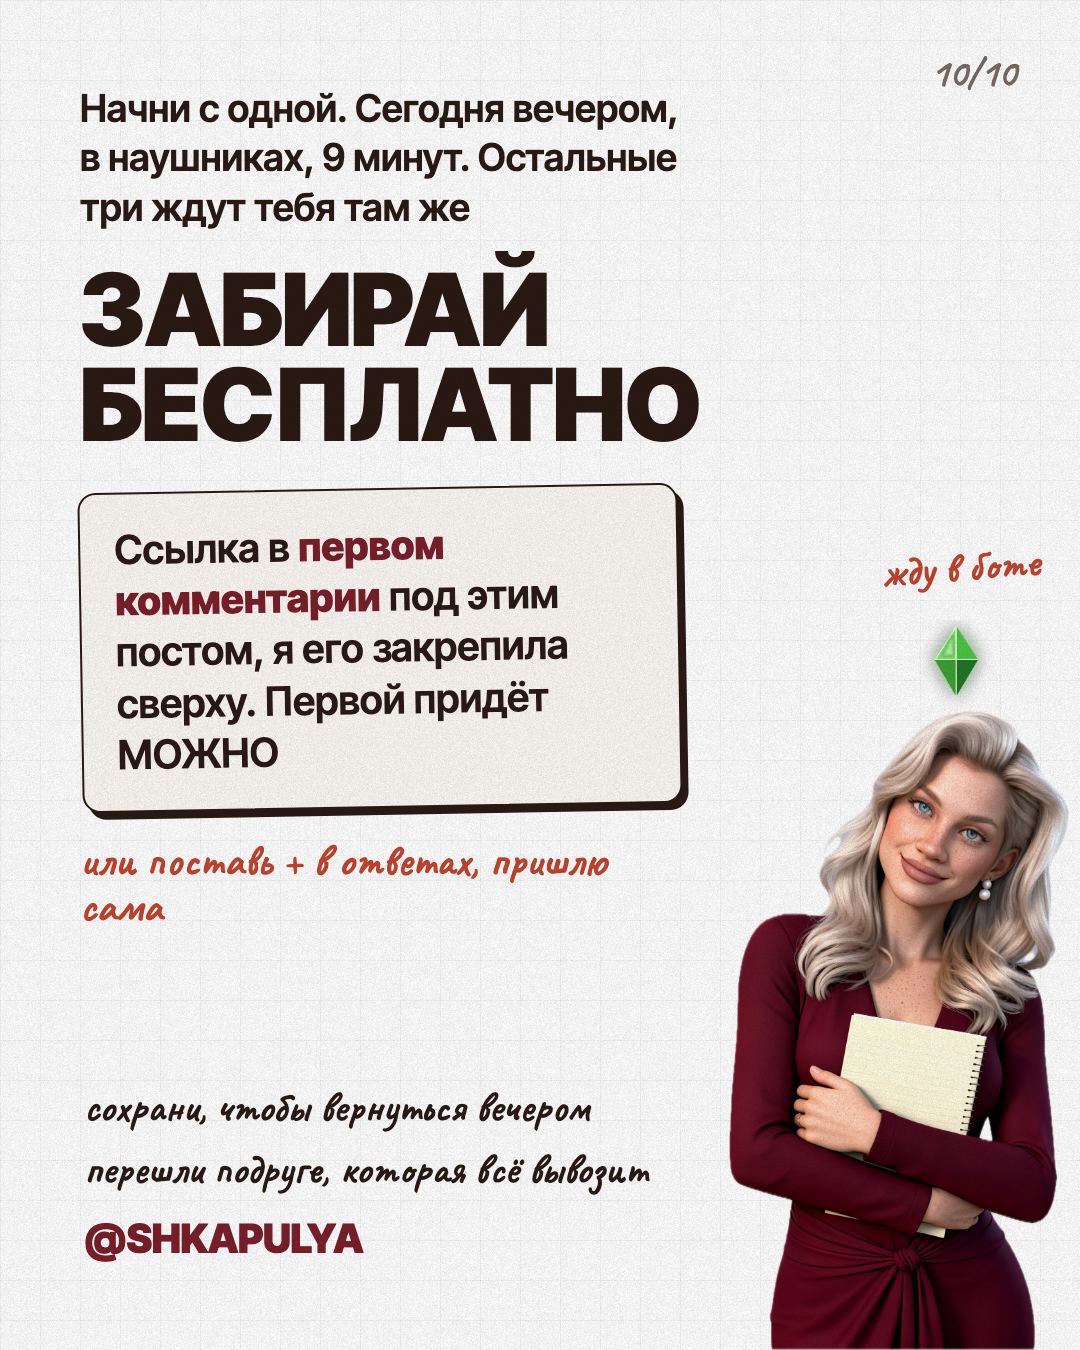 10/10
Начни с одной. Сегодня вечером,
в наушниках, 9 минут. Остальные
три ждут тебя там же
ЗАБИРАЙ
БЕСПЛАТНО
Ссылка в первом
комментарии под этим
постом, я его закрепила
сверху. Первой придёт
МОЖНО
жду в боте
или поставь + в ответах, пришлю
сама
сохрани, чтобы вернуться вечером
перешли подруге, которая всё вывозит
@SHKAPULYA